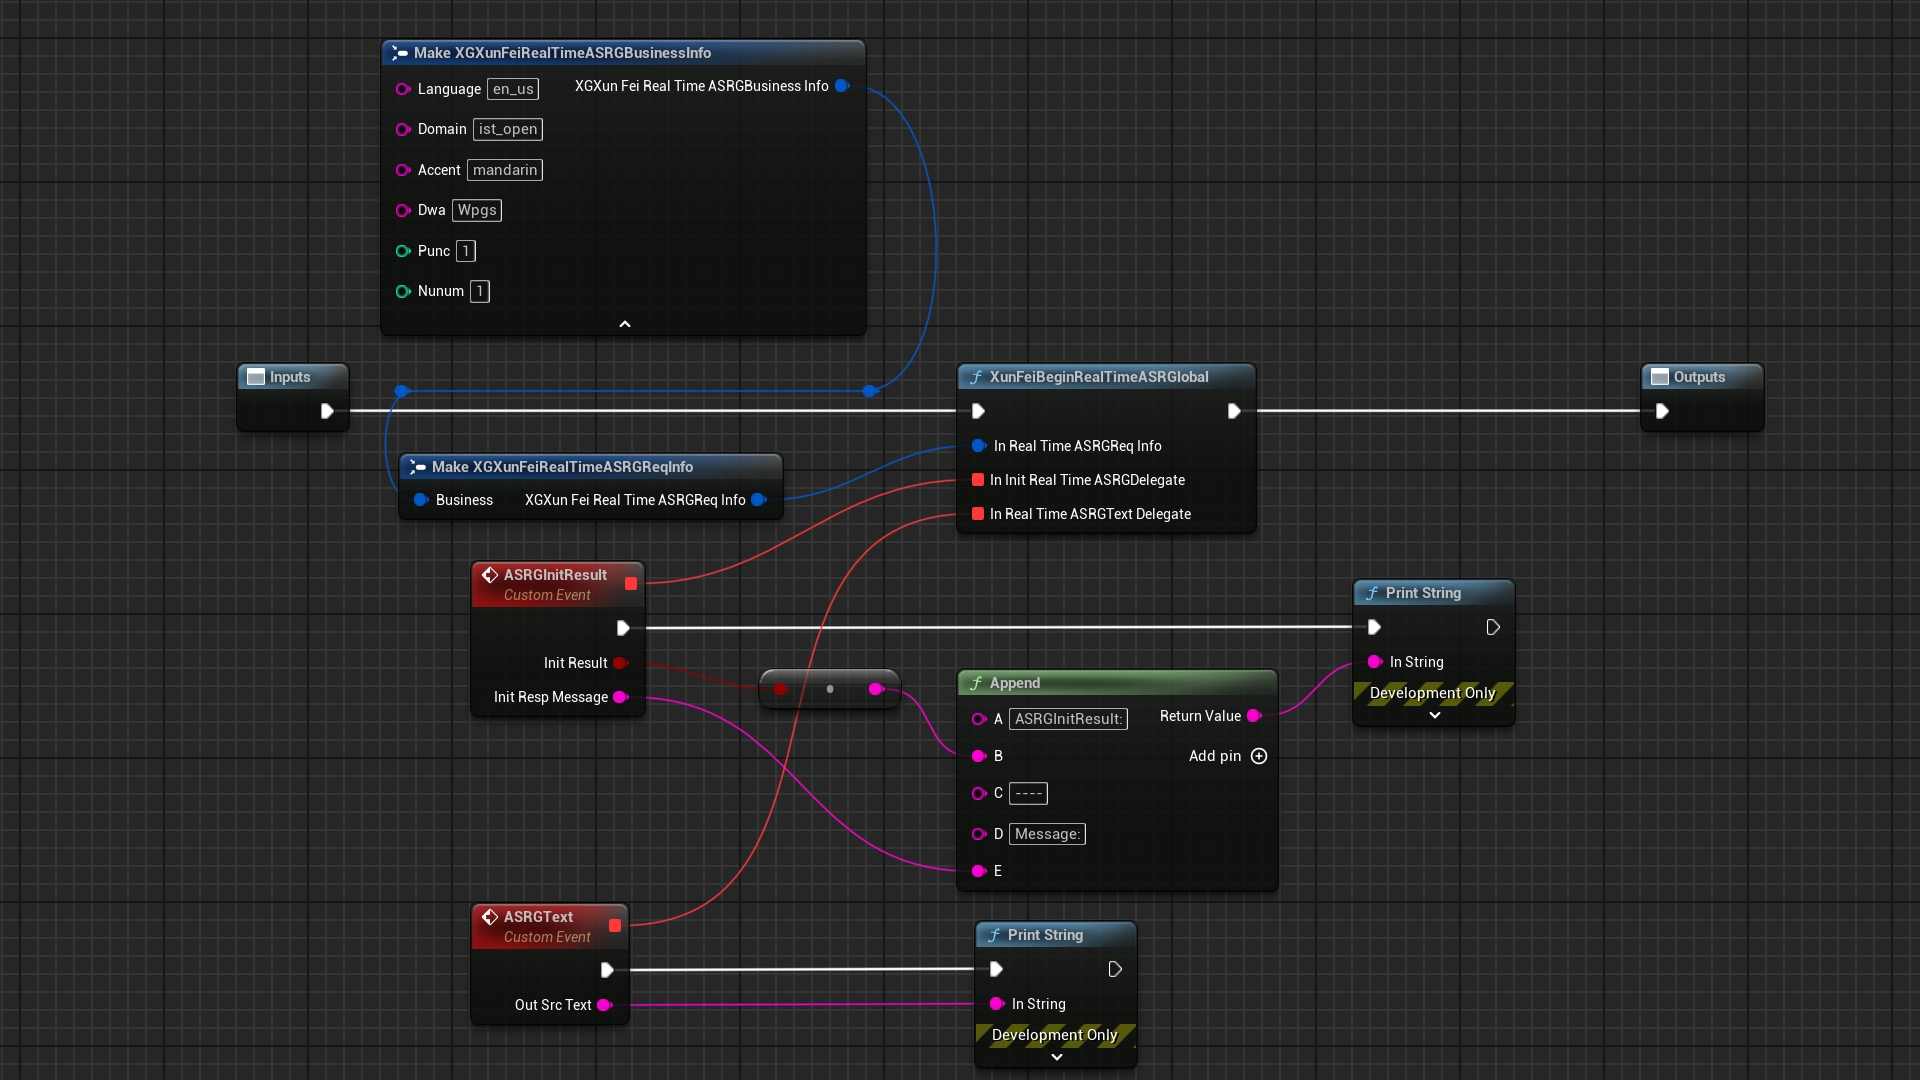 Make XGXunFeiRealTimeASRGBusinessInfo
Language en_us XGXun Fei Real Time ASRGBusiness Info
Domain ist_open
Accent mandarin
Dwa Wpgs
Punc 1
Nunum 1
Inputs
XunFeiBeginRealTimeASRGlobal
In Real Time ASRGReq Info
In Init Real Time ASRGDelegate
In Real Time ASRGText Delegate
Outputs
Make XGXunFeiRealTimeASRGReqInfo
Business XGXun Fei Real Time ASRGReq Info
ASRGInitResult
Custom Event
Init Result
Init Resp Message
Print String
In String
Development Only
f Append
A ASRGInitResult: Return Value
B Add pin
C ----
D Message:
E
ASRGText
Custom Event
Out Src Text
Print String
In String
Development Only